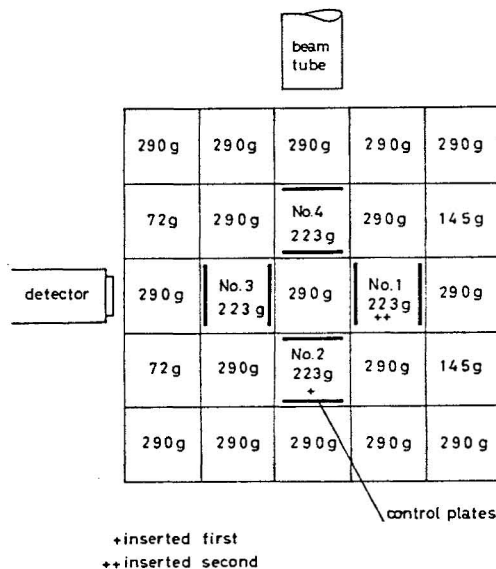 beam
tube
290g 290g 290g 290g 290g
72g 290g No.4 223g 290g 145g
detector 290g No.3 223g 290g No.1 223g ++ 290g
72g 290g No.2 223g + 290g 145g
290g 290g 290g 290g 290g
control plates
+inserted first
++inserted second